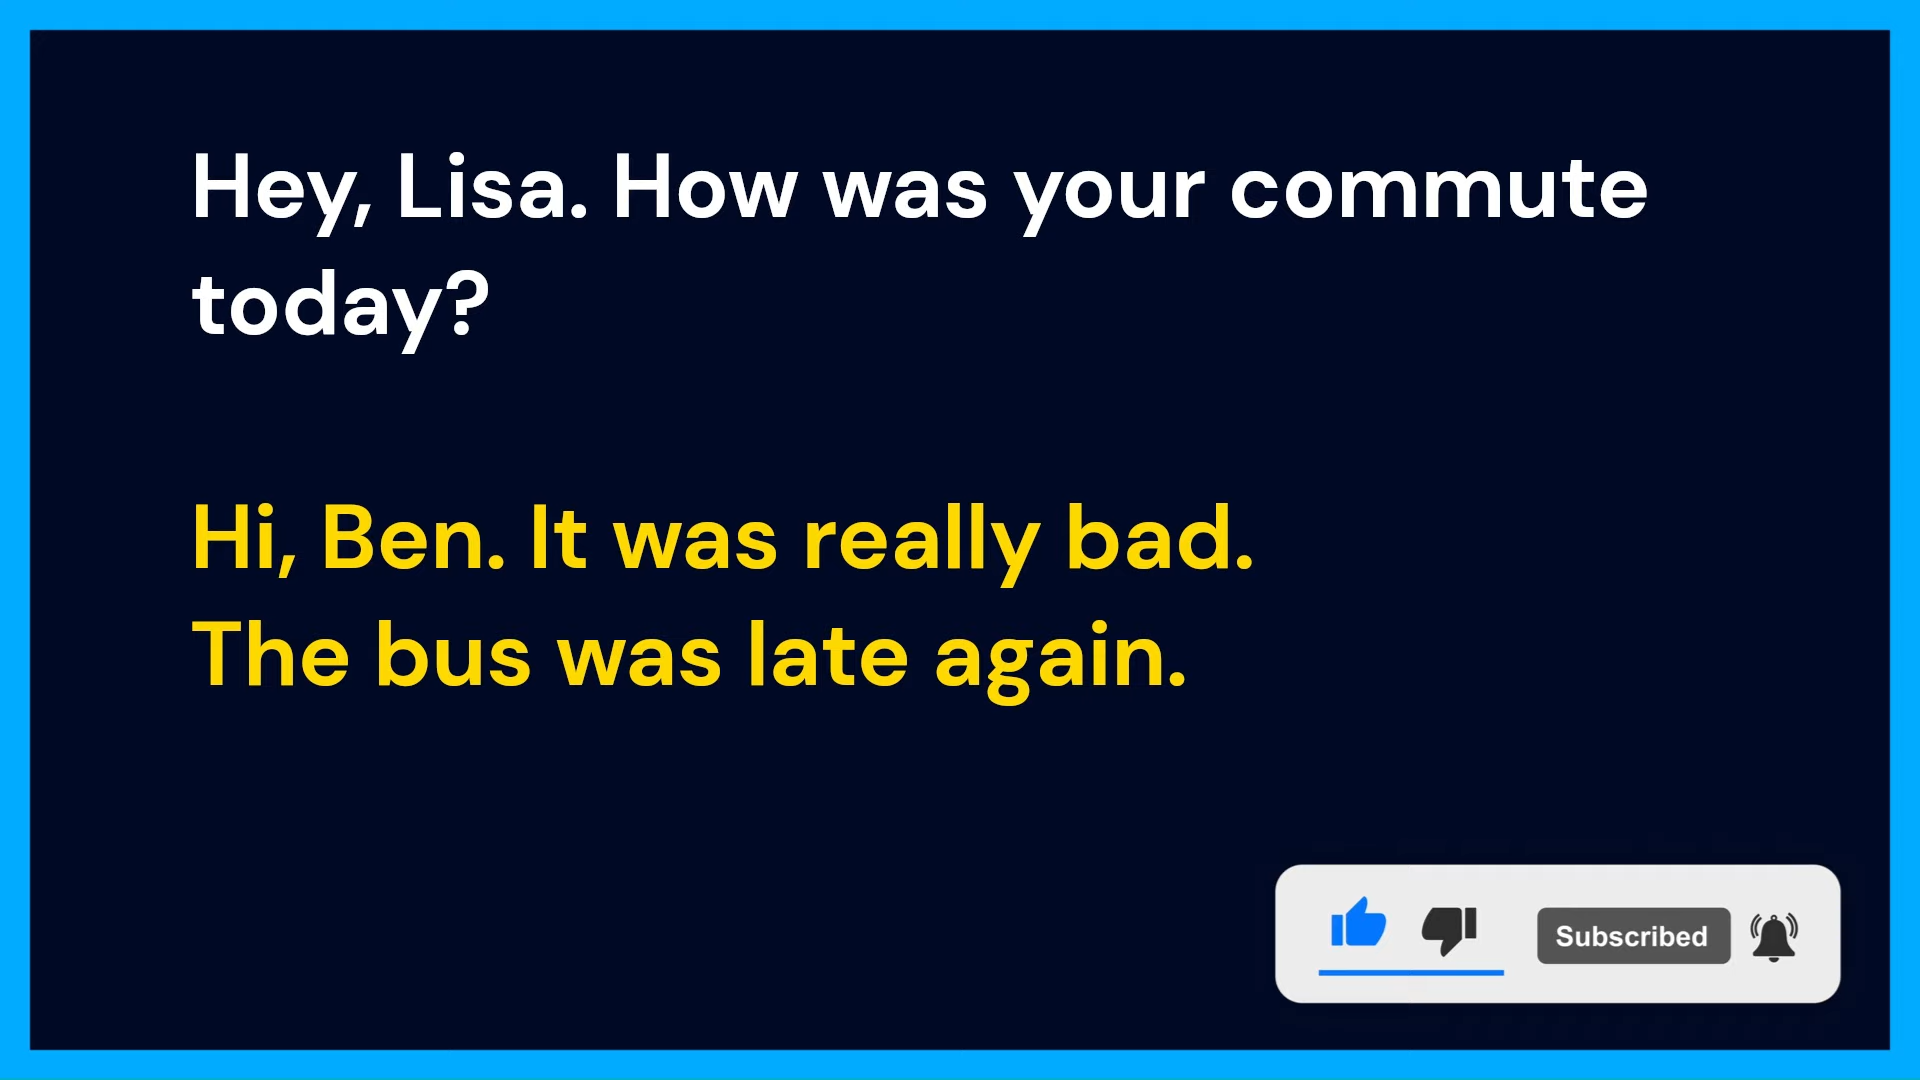 Hey, Lisa. How was your commute
today?
Hi, Ben. It was really bad.
The bus was late again.
Subscribed